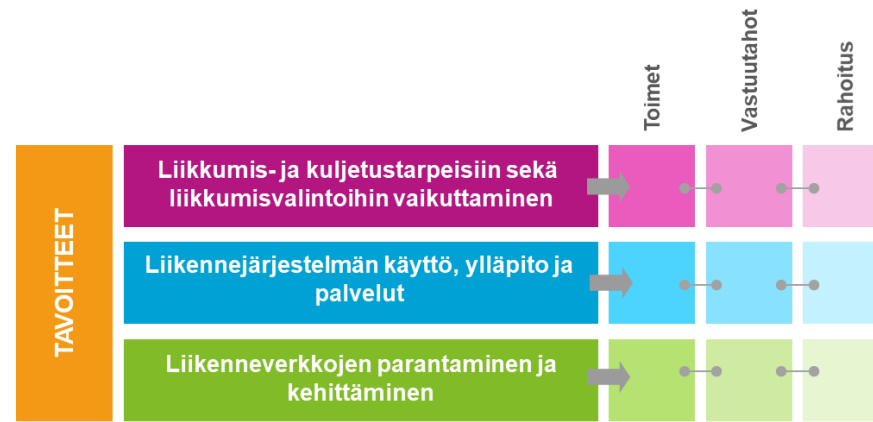 Toimet
Vastuutahot
Rahoitus
TAVOITTEET
Liikkumis- ja kuljetustarpeisiin sekä
liikkumisvalintoihin vaikuttaminen
Liikennejärjestelmän käyttö, ylläpito ja
palvelut
Liikenneverkkojen parantaminen ja
kehittäminen